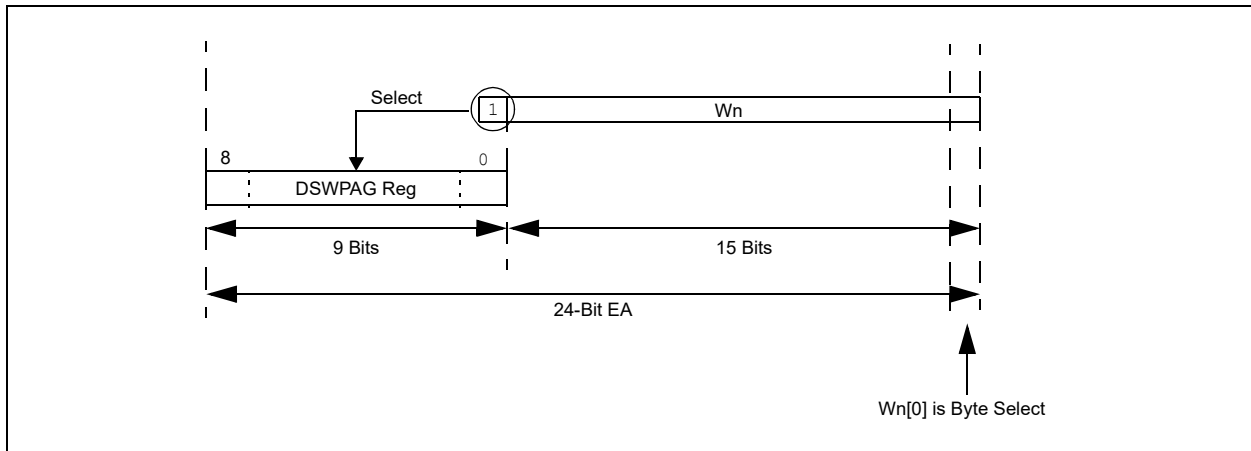 Select
1
Wn
8
0
DSWPAG Reg
9 Bits
15 Bits
24-Bit EA
Wn[0] is Byte Select